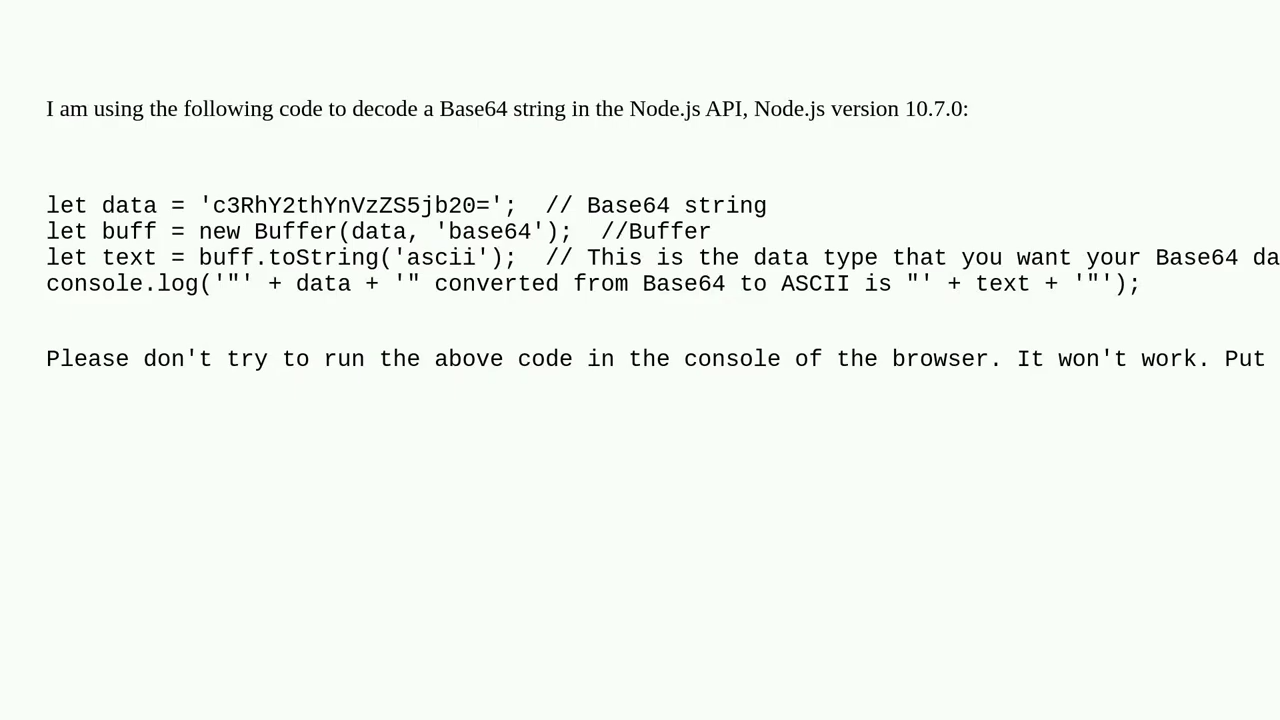 I am using the following code to decode a Base64 string in the Node.js API, Node.js version 10.7.0:
let data = 'c3RhY2thYnVzZS5jb20=';  // Base64 string
let buff = new Buffer(data, 'base64');  //Buffer
let text = buff.toString('ascii');  // This is the data type that you want your Base64 da
console.log('"' + data + '" converted from Base64 to ASCII is "' + text + '"');
Please don't try to run the above code in the console of the browser. It won't work. Put